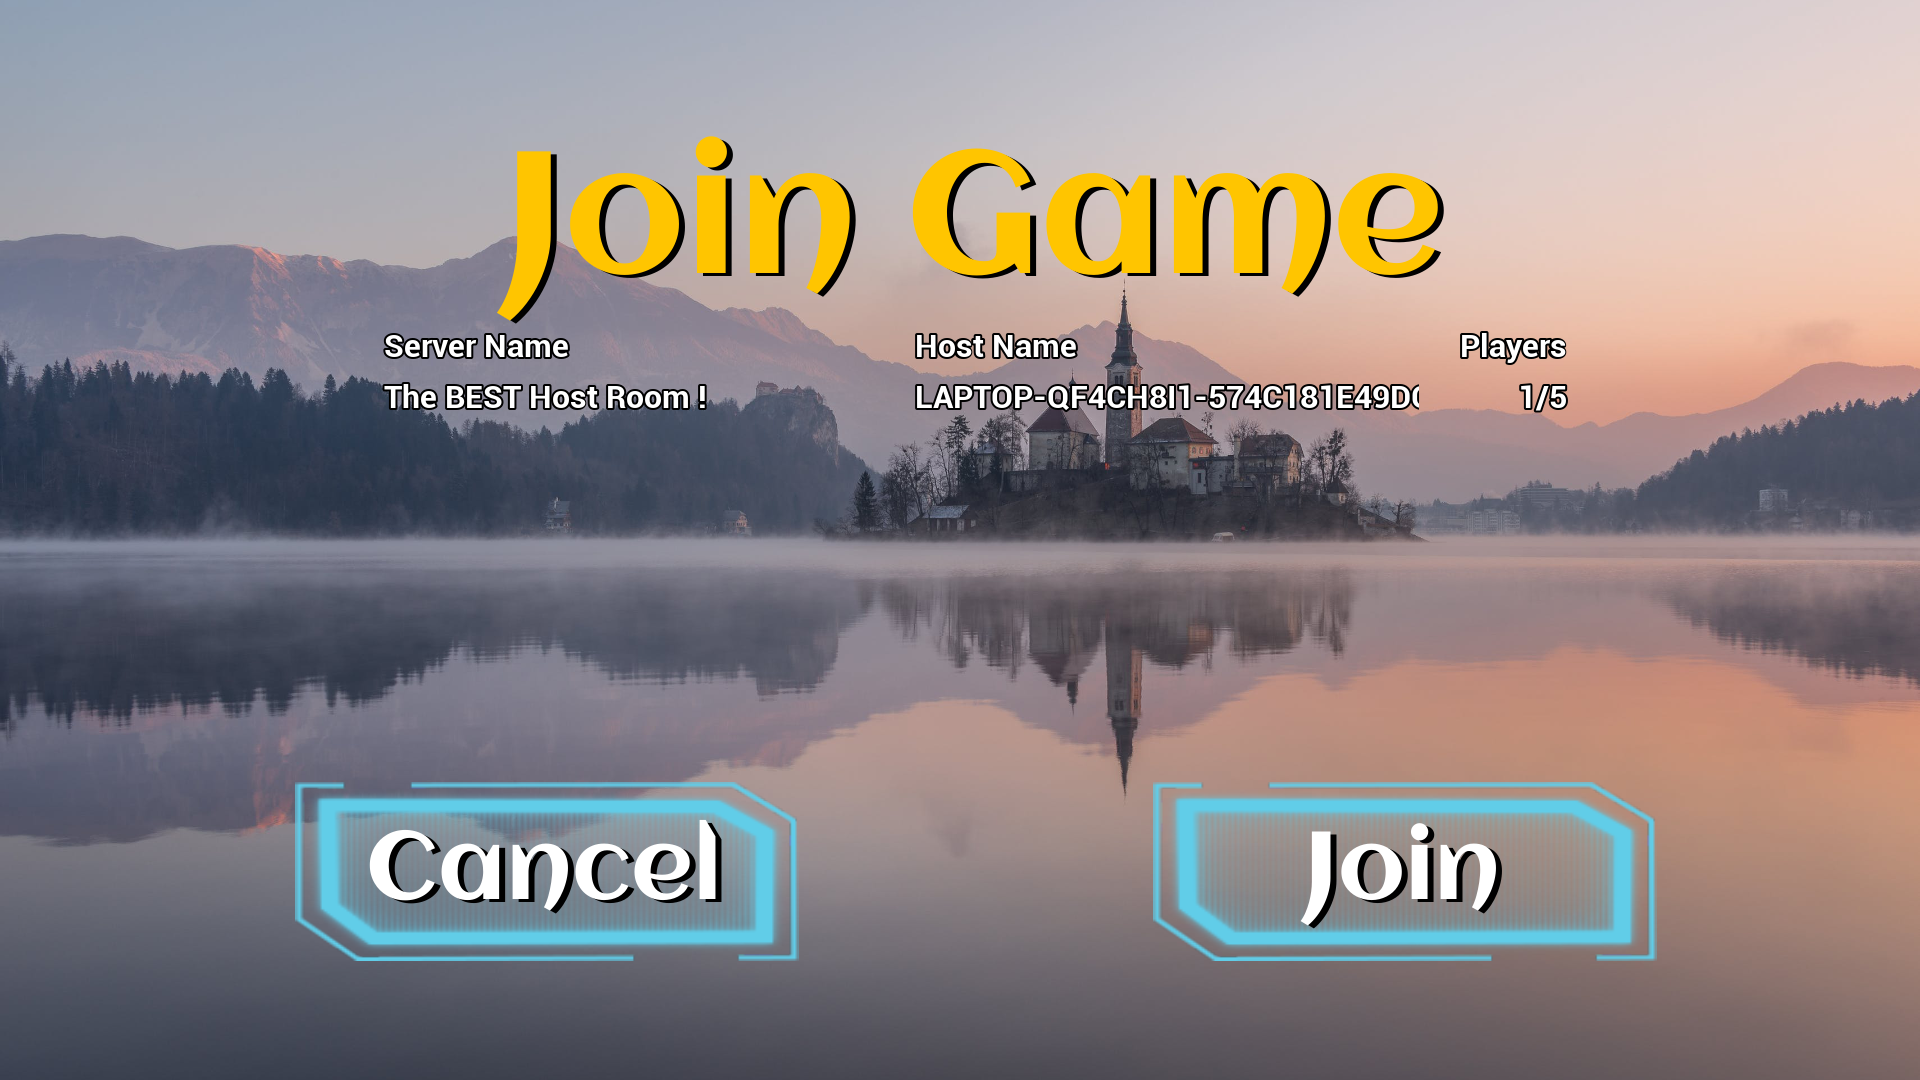 Join Game
Server Name Host Name Players
The BEST Host Room ! LAPTOP-QF4CH8I1-574C181E49D 1/5
Cancel Join